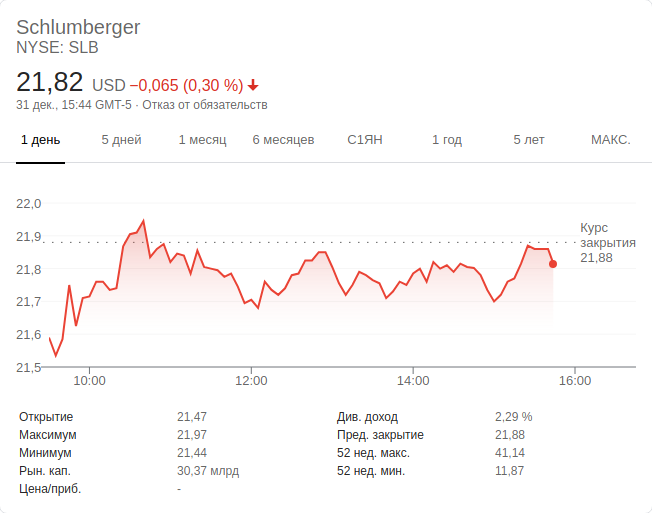 Schlumberger
NYSE: SLB
21,82 USD −0,065 (0,30 %)
31 дек., 15:44 GMT-5 · Отказ от обязательств
1 день 5 дней 1 месяц 6 месяцев С1ЯН 1 год 5 лет МАКС.
22,0
21,9
21,8
21,7
21,6
21,5
Курс
закрытия
21,88
10:00 12:00 14:00 16:00
Открытие 21,47 Див. доход 2,29 %
Максимум 21,97 Пред. закрытие 21,88
Минимум 21,44 52 нед. макс. 41,14
Рын. кап. 30,37 млрд 52 нед. мин. 11,87
Цена/приб. -